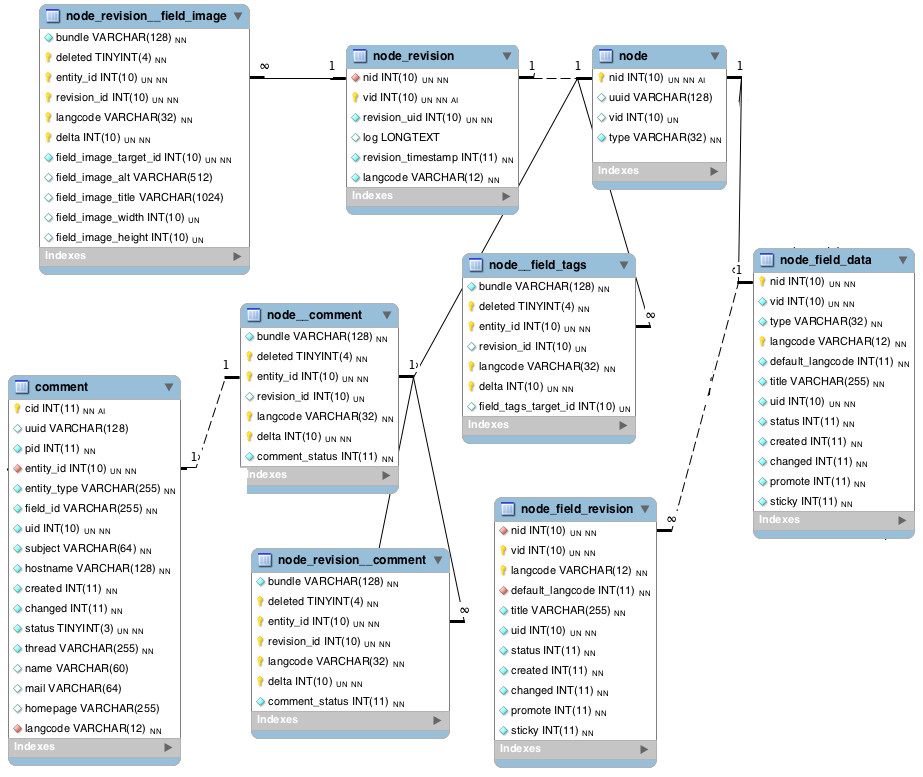 node_revision__field_image
bundle VARCHAR(128) NN
deleted TINYINT(4) NN
entity_id INT(10) UN NN
revision_id INT(10) UN NN
langcode VARCHAR(32) NN
delta INT(10) UN NN
field_image_target_id INT(10) UN NN
field_image_alt VARCHAR(512)
field_image_title VARCHAR(1024)
field_image_width INT(10) UN
field_image_height INT(10) UN
Indexes
∞
1
node_revision
nid INT(10) UN NN
vid INT(10) UN NN AI
revision_uid INT(10) UN NN
log LONGTEXT
revision_timestamp INT(11) NN
langcode VARCHAR(12) NN
Indexes
1
1
node
nid INT(10) UN NN AI
uuid VARCHAR(128)
vid INT(10) UN
type VARCHAR(32) NN
Indexes
1
node__field_tags
bundle VARCHAR(128) NN
deleted TINYINT(4) NN
entity_id INT(10) UN NN
revision_id INT(10) UN
langcode VARCHAR(32) NN
delta INT(10) UN NN
field_tags_target_id INT(10) UN
Indexes
∞
1
node_field_data
nid INT(10) UN NN
vid INT(10) UN NN
type VARCHAR(32) NN
langcode VARCHAR(12) NN
default_langcode INT(11) NN
title VARCHAR(255) NN
uid INT(10) UN NN
status INT(11) NN
created INT(11) NN
changed INT(11) NN
promote INT(11) NN
sticky INT(11) NN
Indexes
node__comment
bundle VARCHAR(128) NN
deleted TINYINT(4) NN
entity_id INT(10) UN NN
revision_id INT(10) UN
langcode VARCHAR(32) NN
delta INT(10) UN NN
comment_status INT(11) NN
Indexes
1
1
comment
cid INT(11) NN AI
uuid VARCHAR(128)
pid INT(11) NN
entity_id INT(10) UN NN
entity_type VARCHAR(255) NN
field_id VARCHAR(255) NN
uid INT(10) UN NN
subject VARCHAR(64) NN
hostname VARCHAR(128) NN
created INT(11) NN
changed INT(11) NN
status TINYINT(3) UN NN
thread VARCHAR(255) NN
name VARCHAR(60)
mail VARCHAR(64)
homepage VARCHAR(255)
langcode VARCHAR(12) NN
Indexes
1
node_revision__comment
bundle VARCHAR(128) NN
deleted TINYINT(4) NN
entity_id INT(10) UN NN
revision_id INT(10) UN NN
langcode VARCHAR(32) NN
delta INT(10) UN NN
comment_status INT(11) NN
Indexes
∞
node_field_revision
nid INT(10) UN NN
vid INT(10) UN NN
langcode VARCHAR(12) NN
default_langcode INT(11) NN
title VARCHAR(255) NN
uid INT(10) UN NN
status INT(11) NN
created INT(11) NN
changed INT(11) NN
promote INT(11) NN
sticky INT(11) NN
Indexes
∞